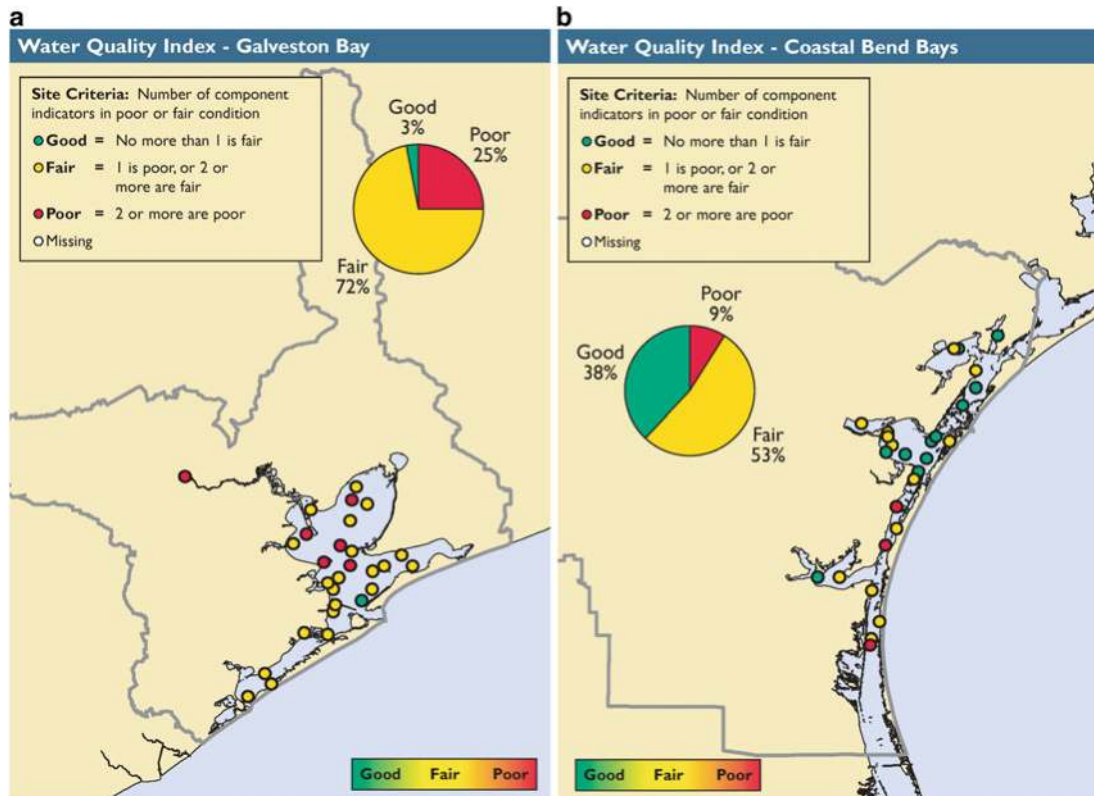 a
Water Quality Index - Galveston Bay
Site Criteria: Number of component
indicators in poor or fair condition
Good = No more than 1 is fair
Fair = 1 is poor, or 2 or
more are fair
Poor = 2 or more are poor
Missing
Good
3%
Poor
25%
Fair
72%
Good Fair Poor
b
Water Quality Index - Coastal Bend Bays
Site Criteria: Number of component
indicators in poor or fair condition
Good = No more than 1 is fair
Fair = 1 is poor, or 2 or
more are fair
Poor = 2 or more are poor
Missing
Poor
9%
Good
38%
Fair
53%
Good Fair Poor